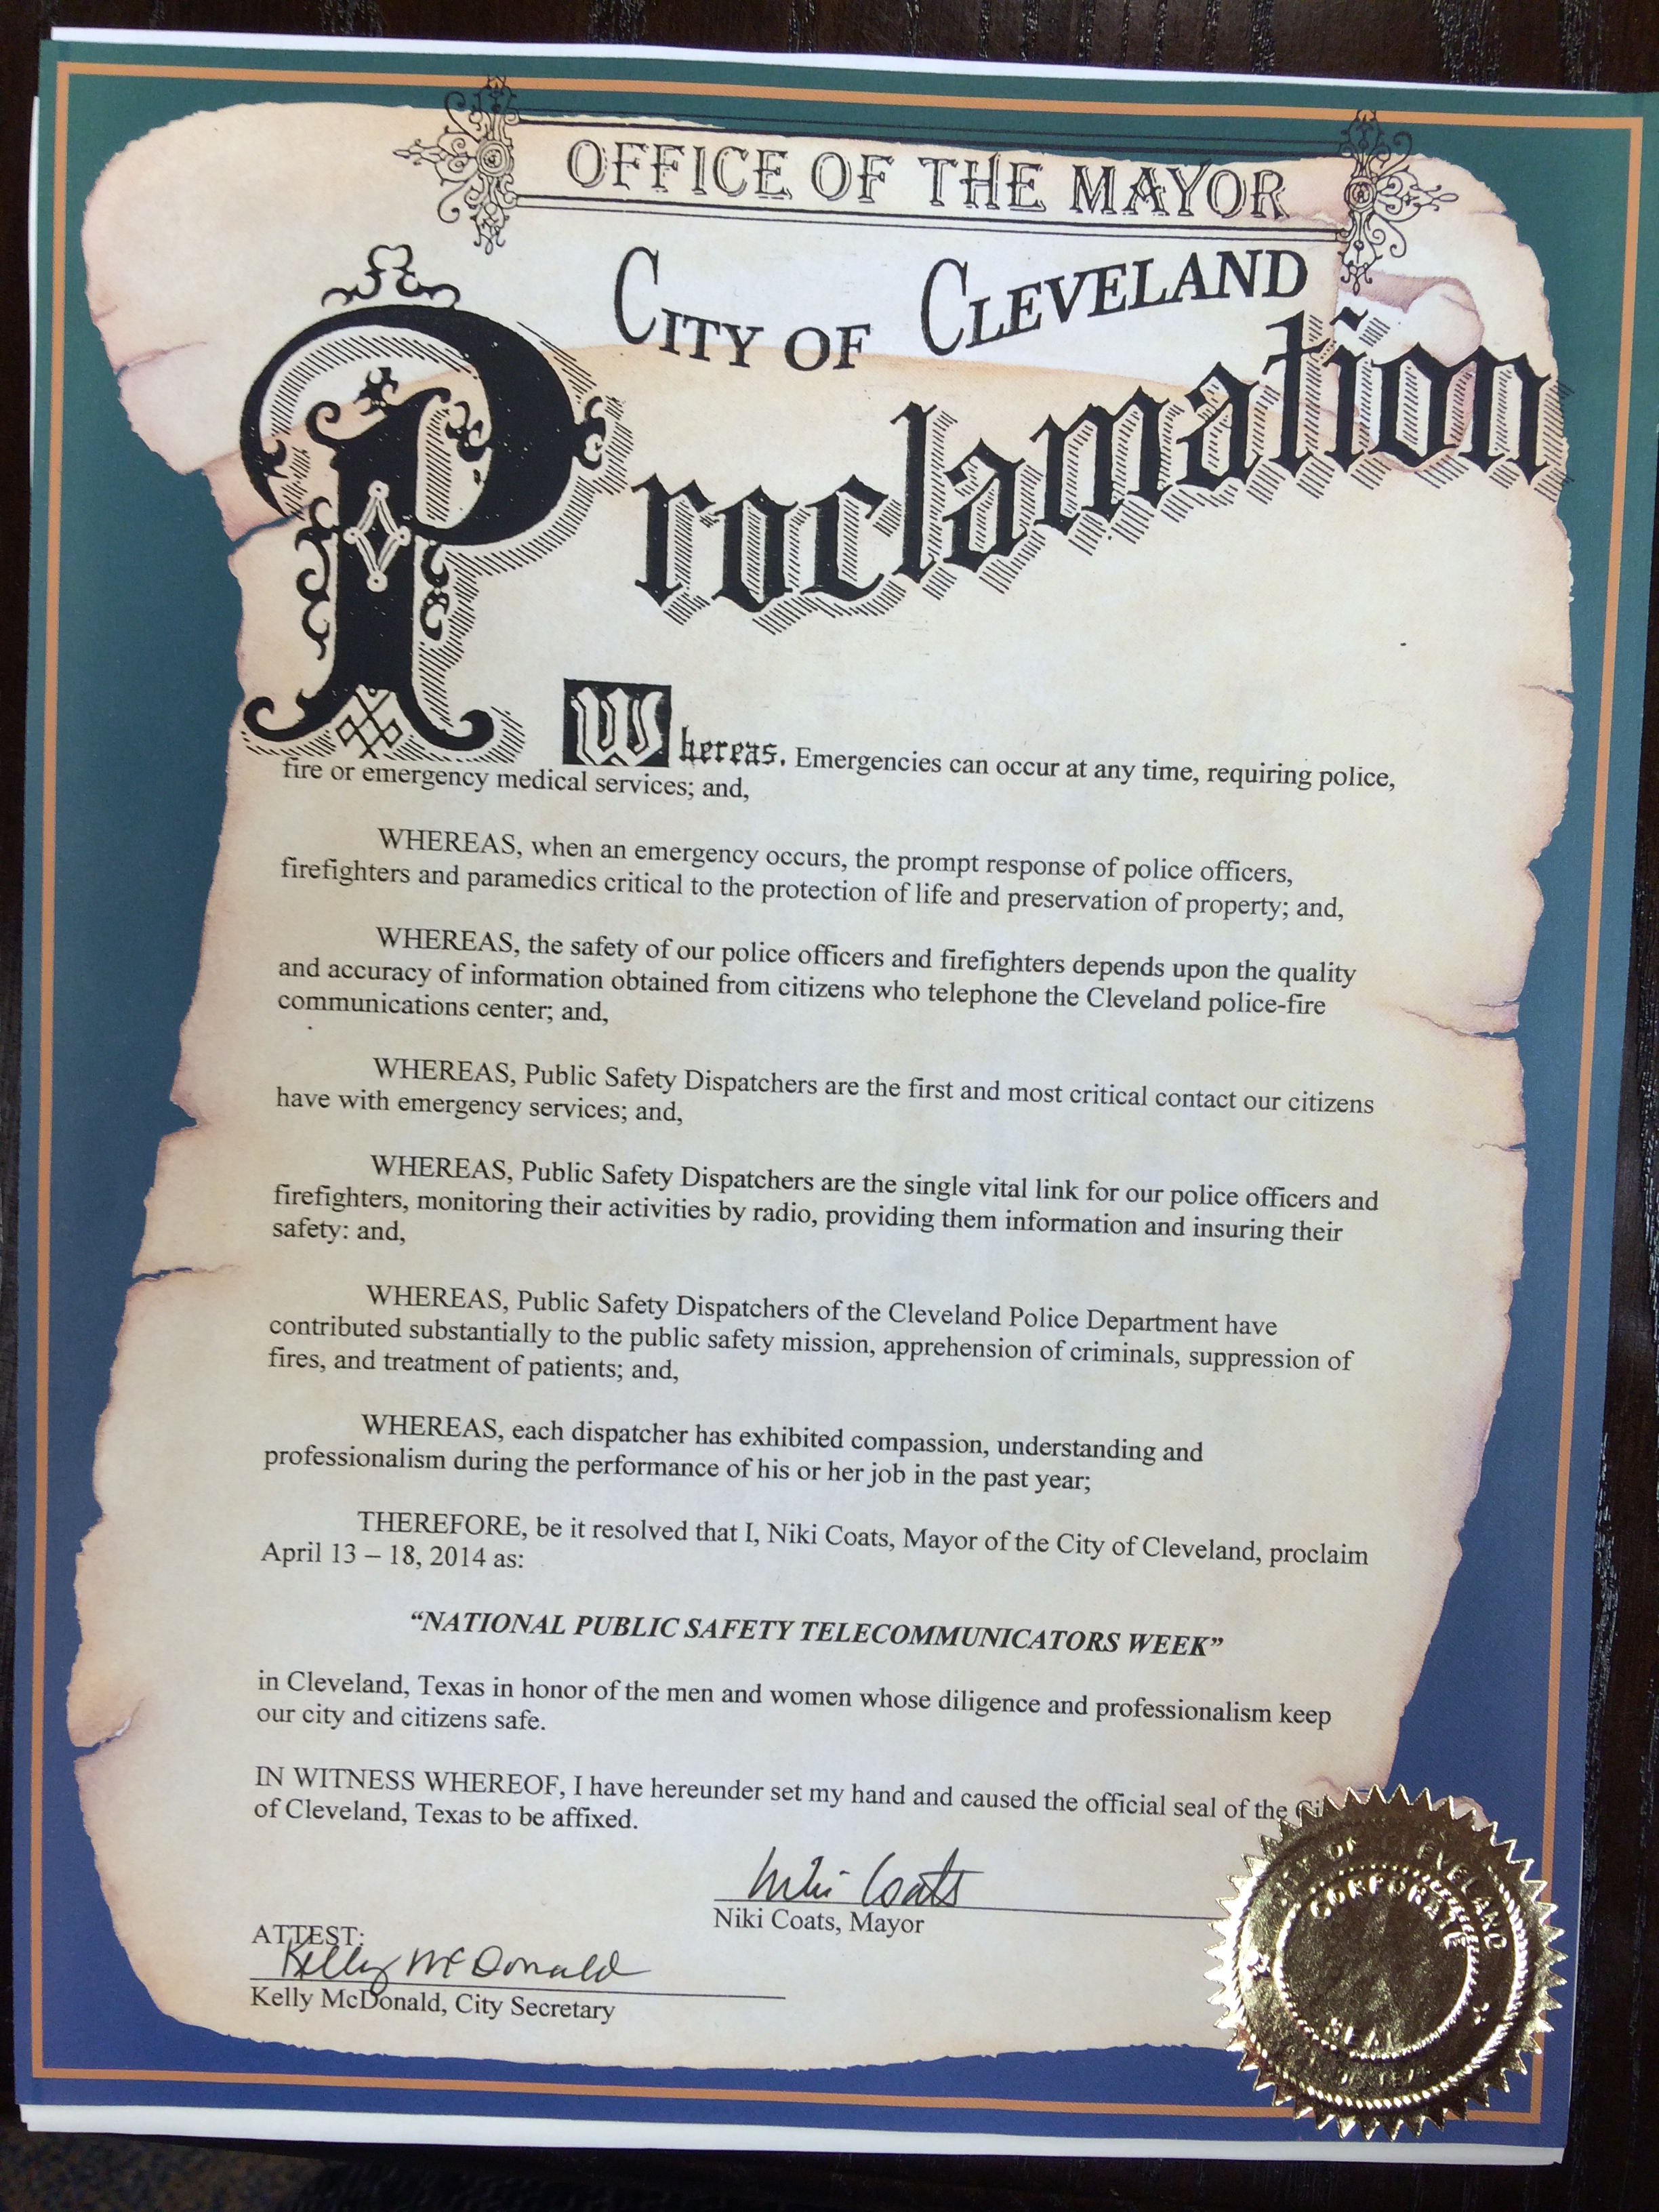 OFFICE OF THE MAYOR
CITY OF CLEVELAND
Proclamation
Whereas, Emergencies can occur at any time, requiring police,
fire or emergency medical services; and,
WHEREAS, when an emergency occurs, the prompt response of police officers,
firefighters and paramedics critical to the protection of life and preservation of property; and,
WHEREAS, the safety of our police officers and firefighters depends upon the quality
and accuracy of information obtained from citizens who telephone the Cleveland police-fire
communications center; and,
WHEREAS, Public Safety Dispatchers are the first and most critical contact our citizens
have with emergency services; and,
WHEREAS, Public Safety Dispatchers are the single vital link for our police officers and
firefighters, monitoring their activities by radio, providing them information and insuring their
safety: and,
WHEREAS, Public Safety Dispatchers of the Cleveland Police Department have
contributed substantially to the public safety mission, apprehension of criminals, suppression of
fires, and treatment of patients; and,
WHEREAS, each dispatcher has exhibited compassion, understanding and
professionalism during the performance of his or her job in the past year;
THEREFORE, be it resolved that I, Niki Coats, Mayor of the City of Cleveland, proclaim
April 13 – 18, 2014 as:
“NATIONAL PUBLIC SAFETY TELECOMMUNICATORS WEEK”
in Cleveland, Texas in honor of the men and women whose diligence and professionalism keep
our city and citizens safe.
IN WITNESS WHEREOF, I have hereunder set my hand and caused the official seal of the
of Cleveland, Texas to be affixed.
Niki Coats
Niki Coats, Mayor
ATTEST:
Kelly McDonald
Kelly McDonald, City Secretary
CITY OF CLEVELAND
CORPORATE
SEAL